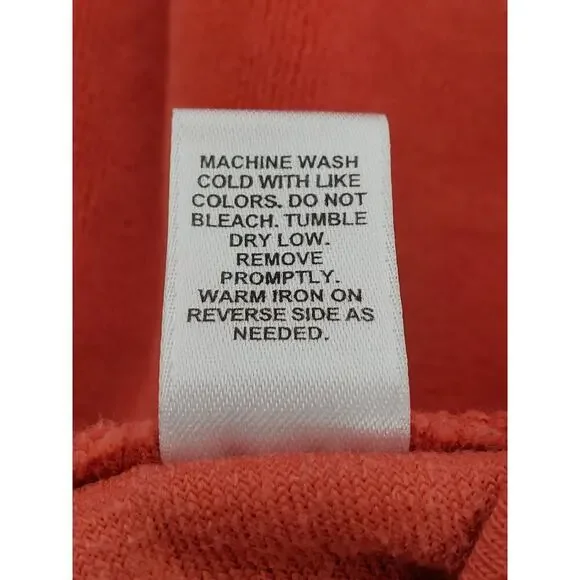 MACHINE WASH
COLD WITH LIKE
COLORS. DO NOT
BLEACH. TUMBLE
DRY LOW.
REMOVE
PROMPTLY.
WARM IRON ON
REVERSE SIDE AS
NEEDED.